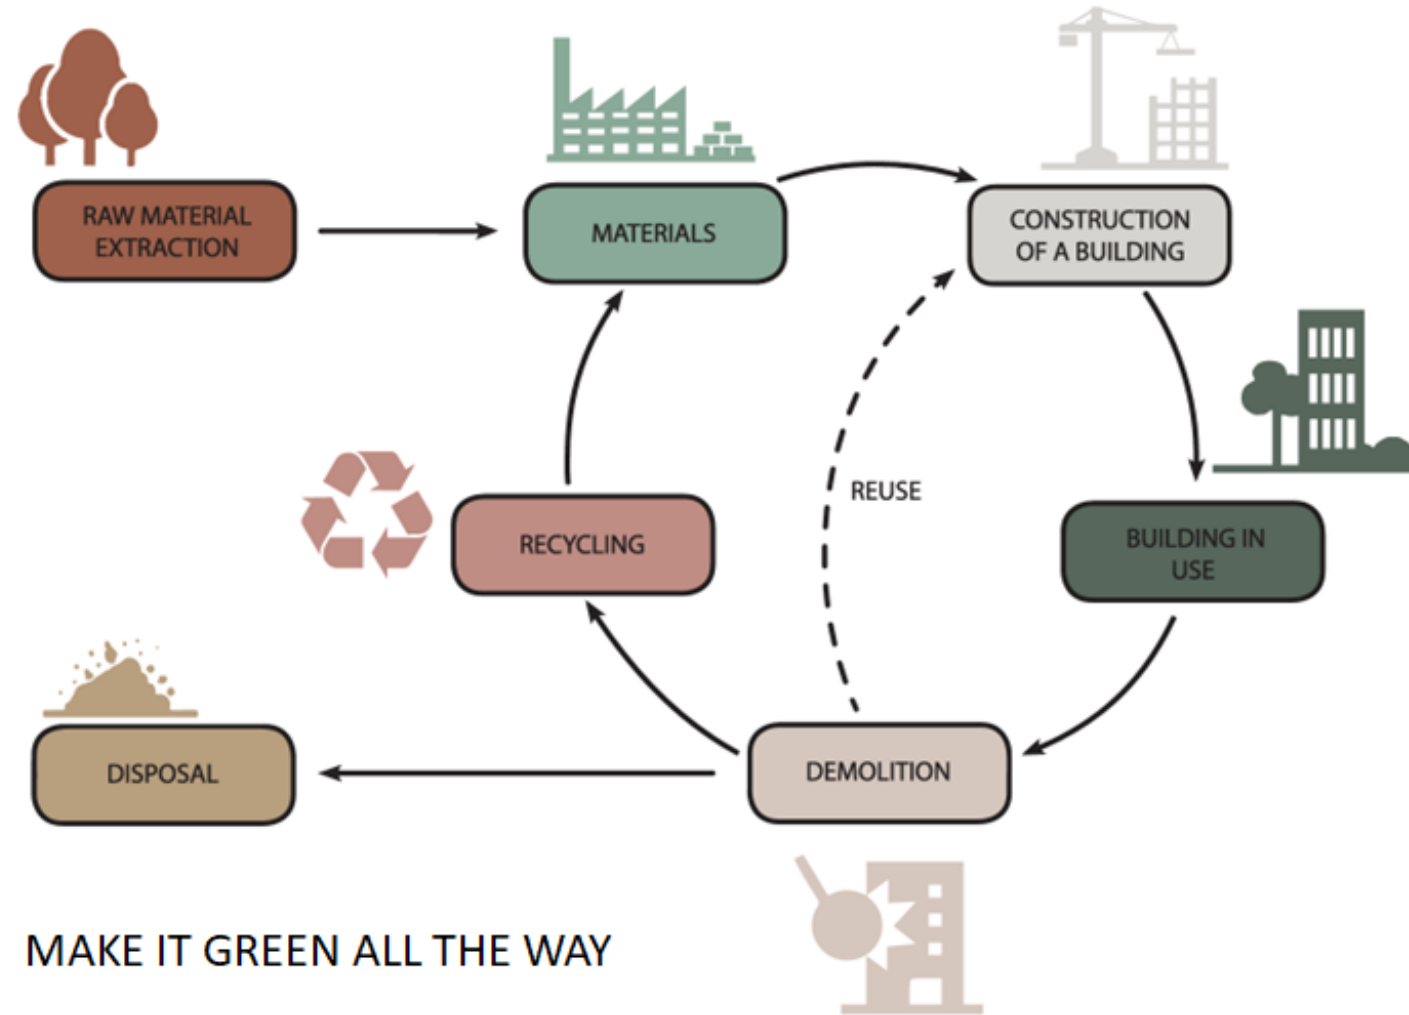 RAW MATERIAL
EXTRACTION
MATERIALS
CONSTRUCTION
OF A BUILDING
REUSE
RECYCLING
BUILDING IN
USE
DISPOSAL
DEMOLITION
MAKE IT GREEN ALL THE WAY